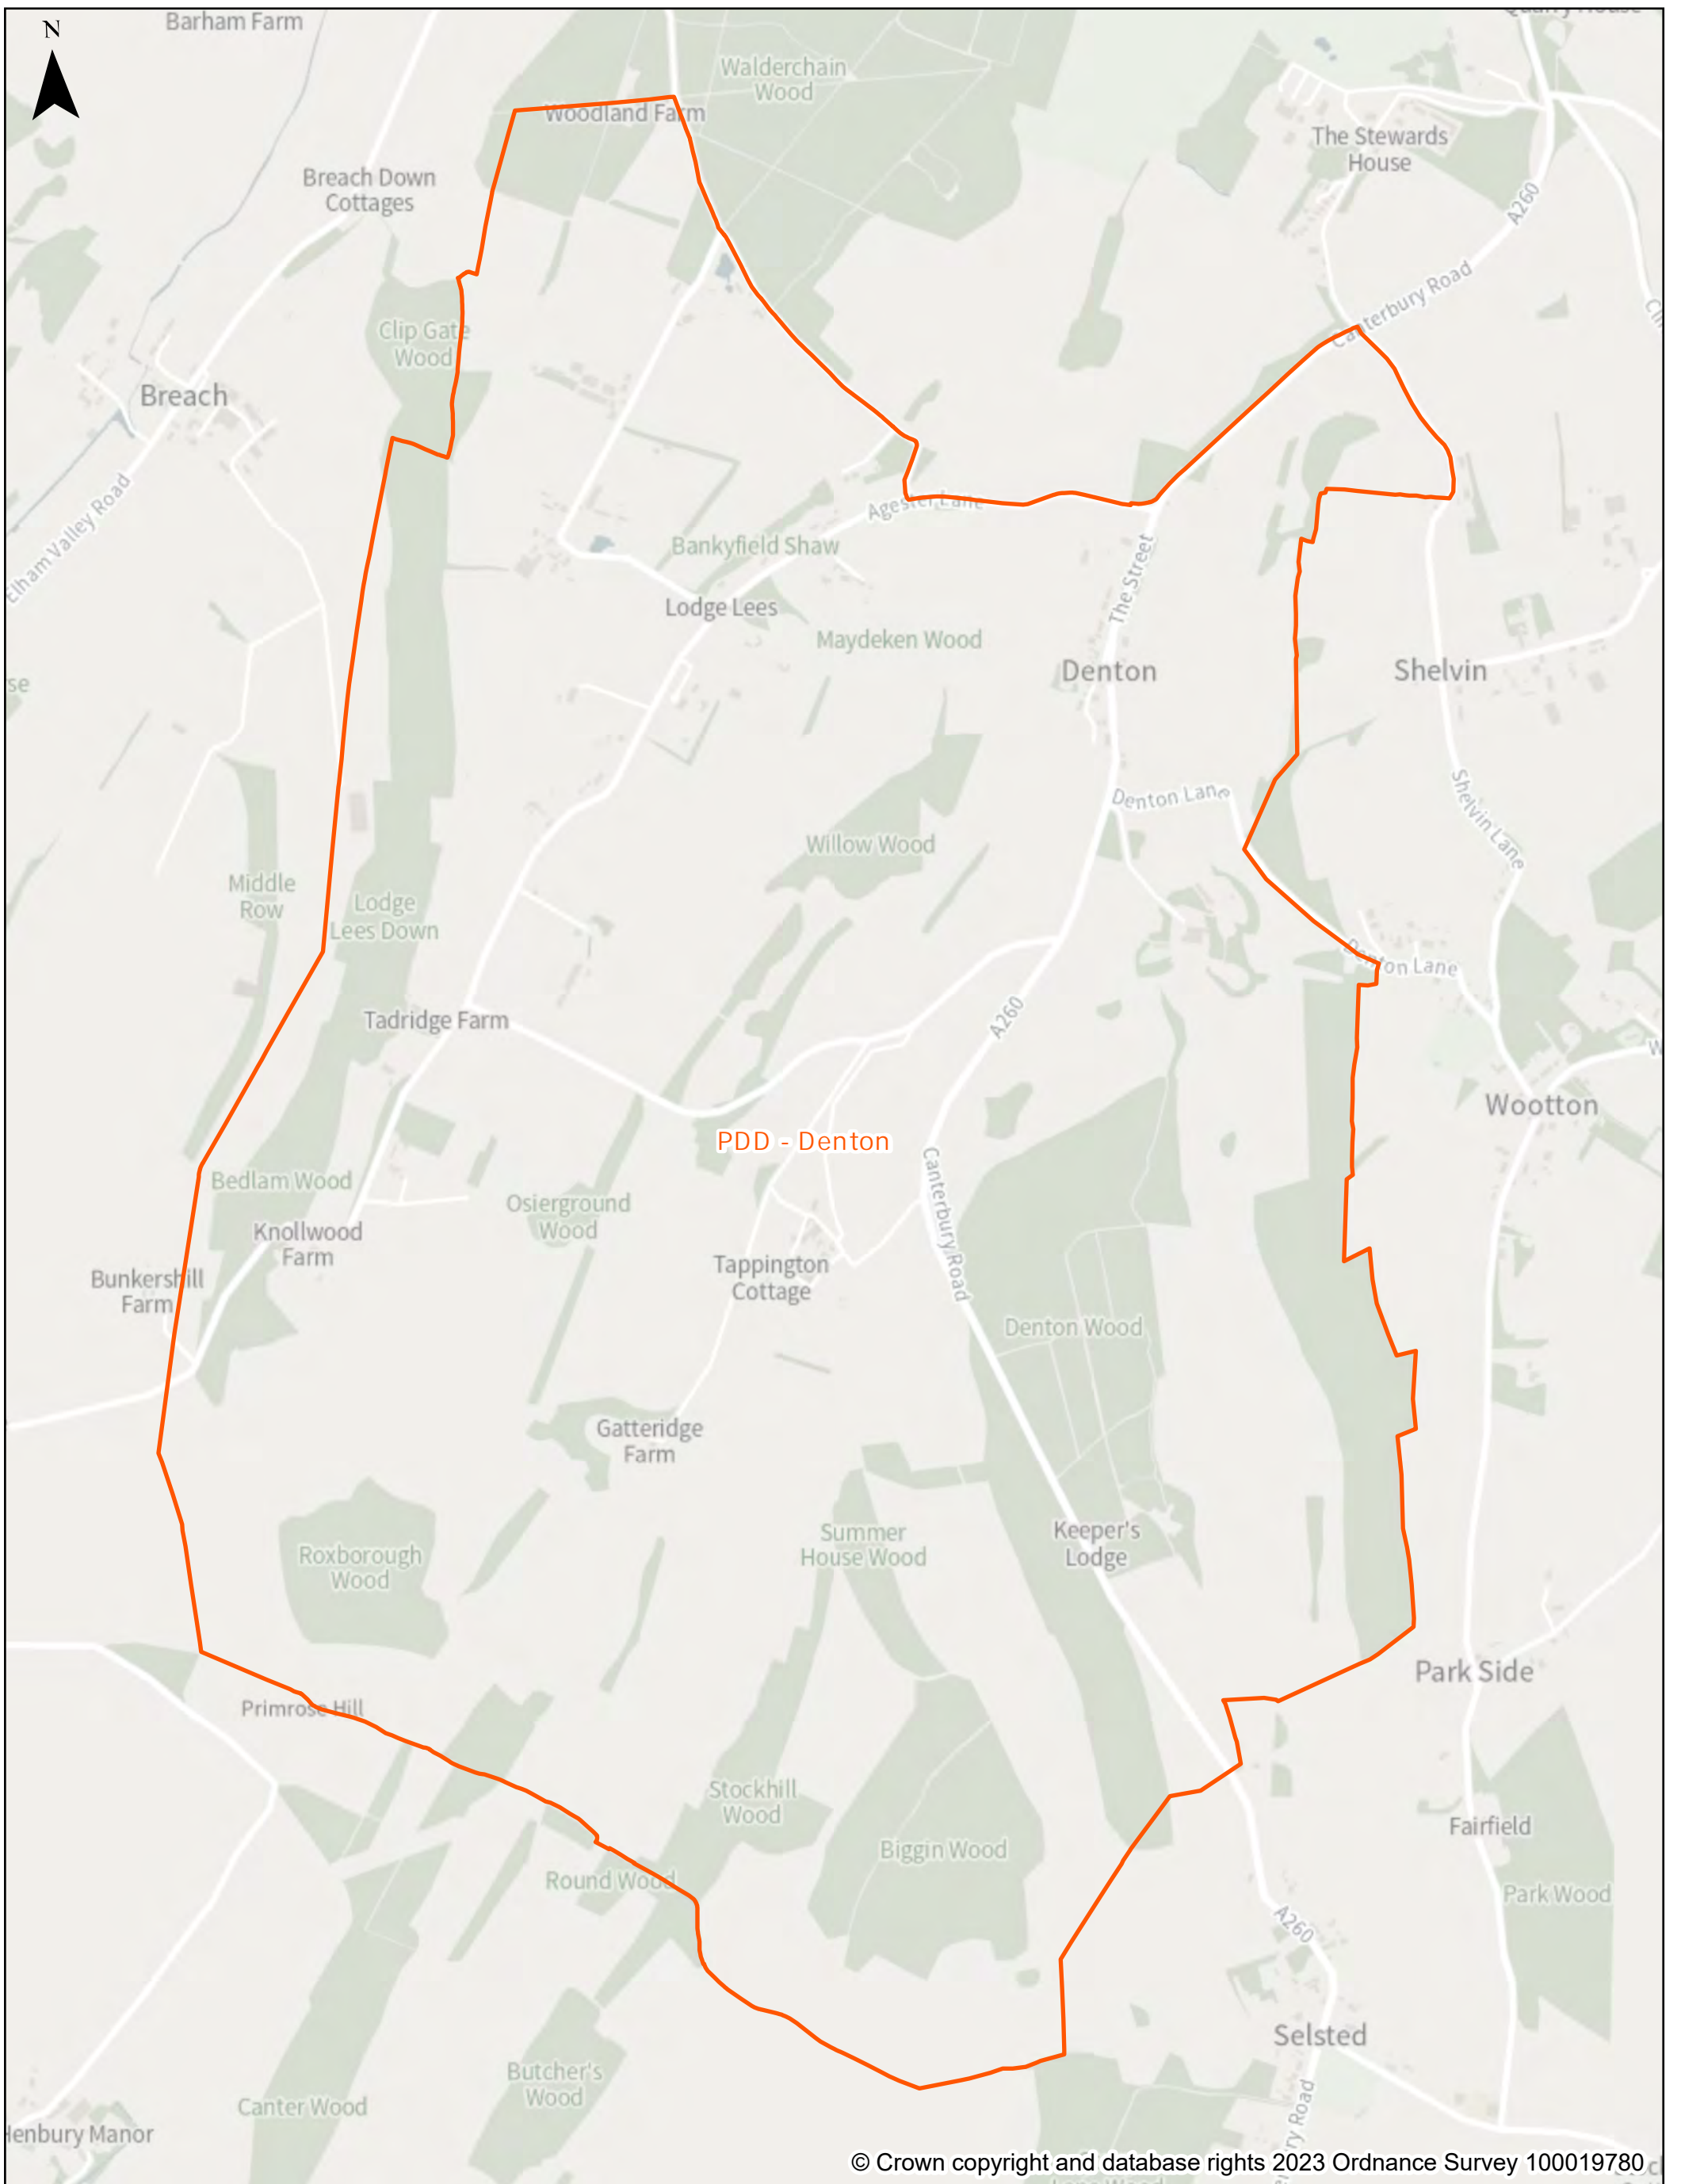 Barham Farm
N
Walderchain
Wood
Woodland Farm
The Stewards
House
Breach Down
Cottages
A260
Canterbury Road
Clip Gate
Wood
Breach
Elham Valley Road
Agester Lane
Bankyfield Shaw
The Street
Lodge Lees
Maydeken Wood
Denton
Shelvin
Denton Lane
Shelvin Lane
Willow Wood
Middle
Row
Lodge
Lees Down
Denton Lane
Tadridge Farm
A260
Wootton
PDD - Denton
Bedlam Wood
Osierground
Wood
Canterbury Road
Knollwood
Farm
Tappington
Cottage
Bunkershill
Farm
Denton Wood
Gatteridge
Farm
Summer
House Wood
Keeper's
Lodge
Roxborough
Wood
Park Side
Primrose Hill
Stockhill
Wood
Fairfield
Biggin Wood
Round Wood
Park Wood
A260
Selsted
Butcher's
Wood
Canter Wood
Henbury Manor
© Crown copyright and database rights 2023 Ordnance Survey 100019780